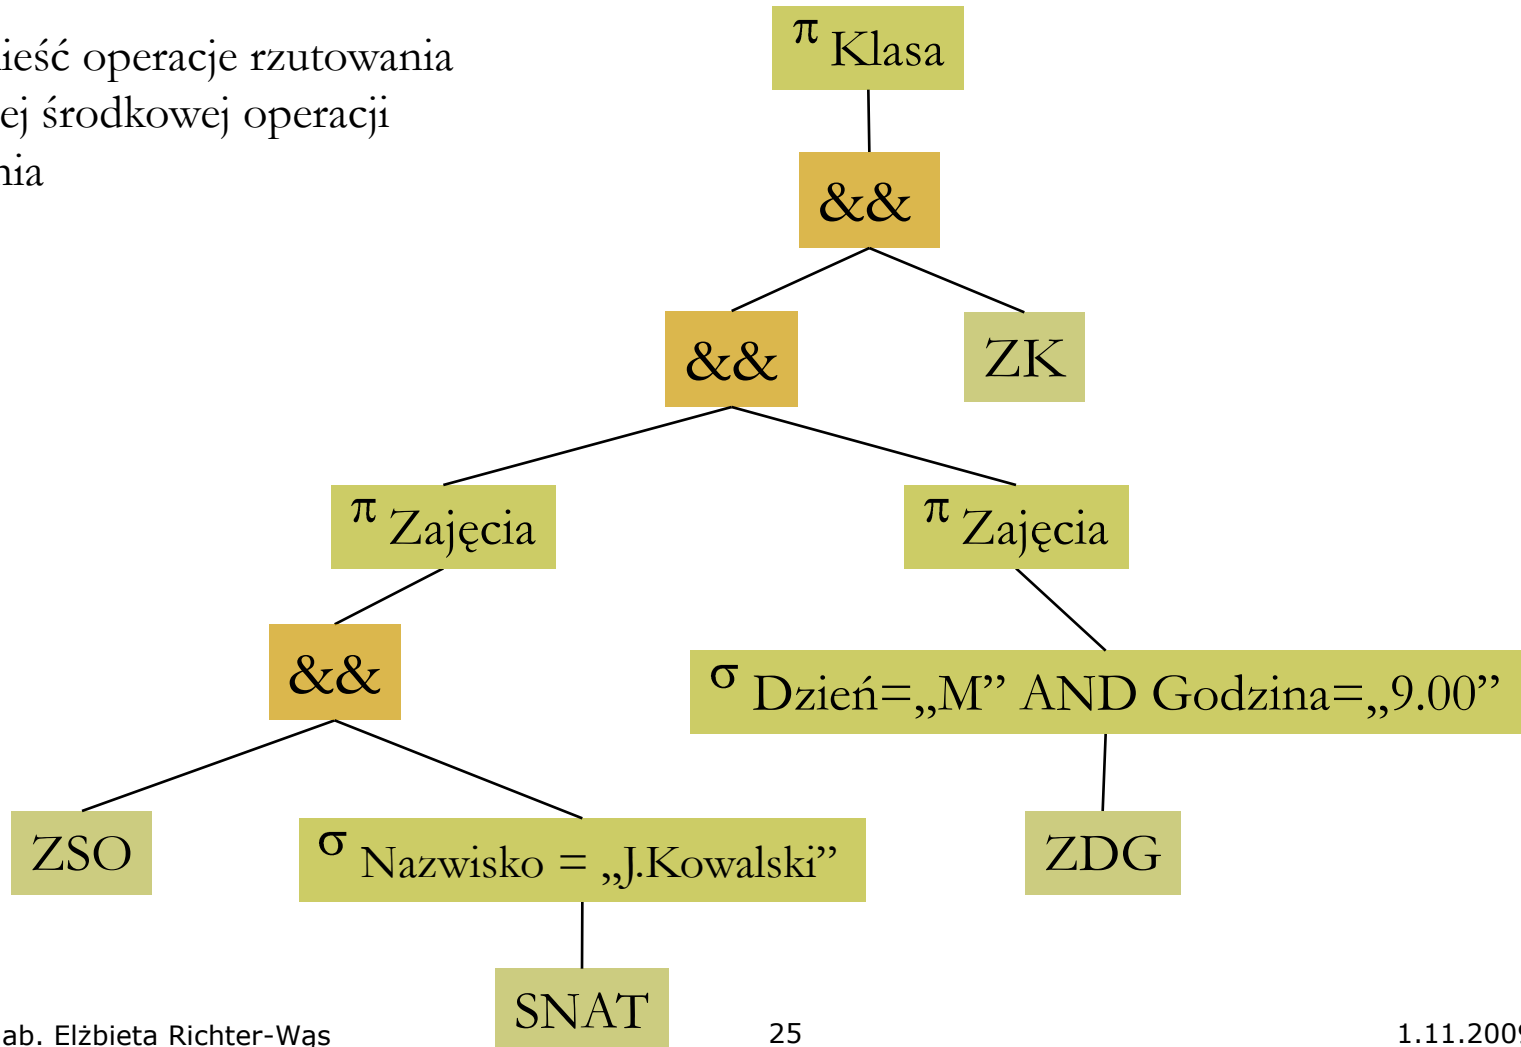 ieść operacje rzutowania
ej środkowej operacji
nia
π Klasa
&&
&&
ZK
π Zajęcia
π Zajęcia
&&
σ Dzień=„M” AND Godzina=„9.00”
ZSO
σ Nazwisko = „J.Kowalski”
ZDG
SNAT
ab. Elżbieta Richter-Wąs
25
1.11.2009